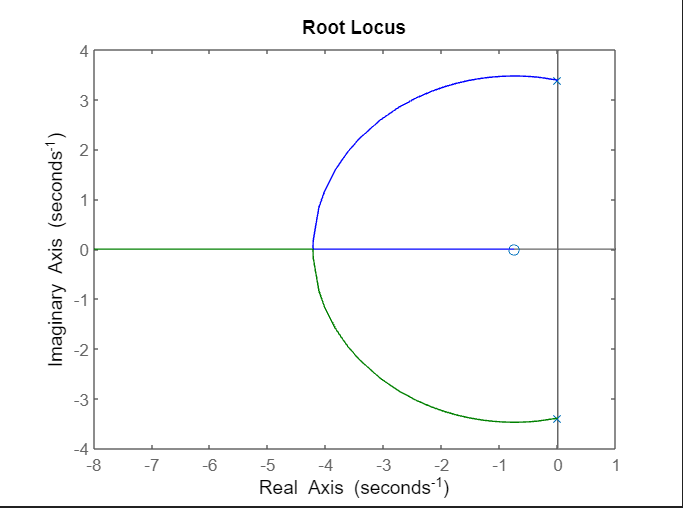 Root Locus
4
3
2
1
0
-1
-2
-3
-4
Imaginary Axis (seconds⁻¹)
-8 -7 -6 -5 -4 -3 -2 -1 0 1
Real Axis (seconds⁻¹)